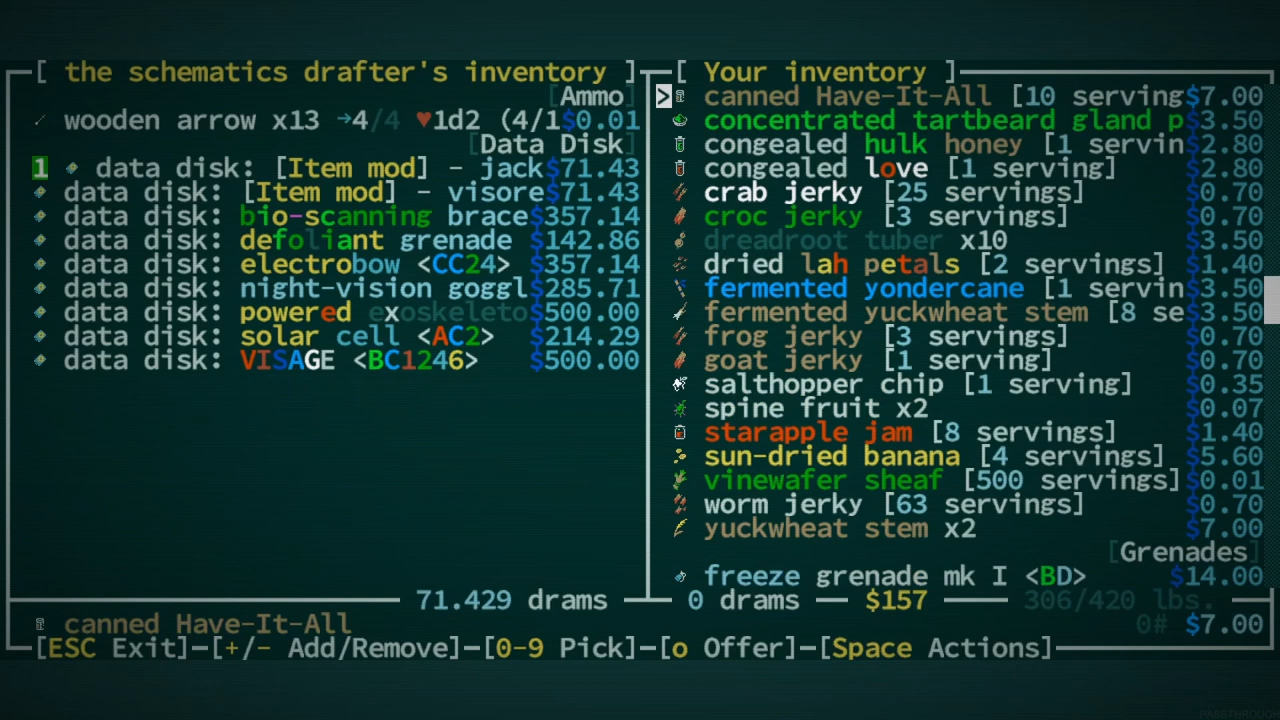 [ the schematics drafter's inventory ]
[Ammo]
wooden arrow x13 →4/4 ♥1d2 (4/1$0.01
[Data Disk]
1 data disk: [Item mod] - jack$71.43
data disk: [Item mod] - visore$71.43
data disk: bio-scanning brace$357.14
data disk: defoliant grenade $142.86
data disk: electrobow <CC24> $357.14
data disk: night-vision goggl$285.71
data disk: powered exoskeleto$500.00
data disk: solar cell <AC2> $214.29
data disk: VISAGE <BC1246> $500.00
71.429 drams
[ Your inventory ]
> canned Have-It-All [10 serving$7.00
concentrated tartbeard gland p$3.50
congealed hulk honey [1 servin$2.80
congealed love [1 serving] $2.80
crab jerky [25 servings] $0.70
croc jerky [3 servings] $0.70
dreadroot tuber x10 $3.50
dried lah petals [2 servings] $1.40
fermented yondercane [1 servin$3.50
fermented yuckwheat stem [8 se$3.50
frog jerky [3 servings] $0.70
goat jerky [1 serving] $0.70
salthopper chip [1 serving] $0.35
spine fruit x2 $0.07
starapple jam [8 servings] $1.40
sun-dried banana [4 servings] $5.60
vinewafer sheaf [500 servings]$0.01
worm jerky [63 servings] $0.70
yuckwheat stem x2 $7.00
[Grenades]
freeze grenade mk I <BD> $14.00
0 drams $157 306/420 lbs.
canned Have-It-All 0# $7.00
[ESC Exit]-[+/- Add/Remove]-[0-9 Pick]-[o Offer]-[Space Actions]